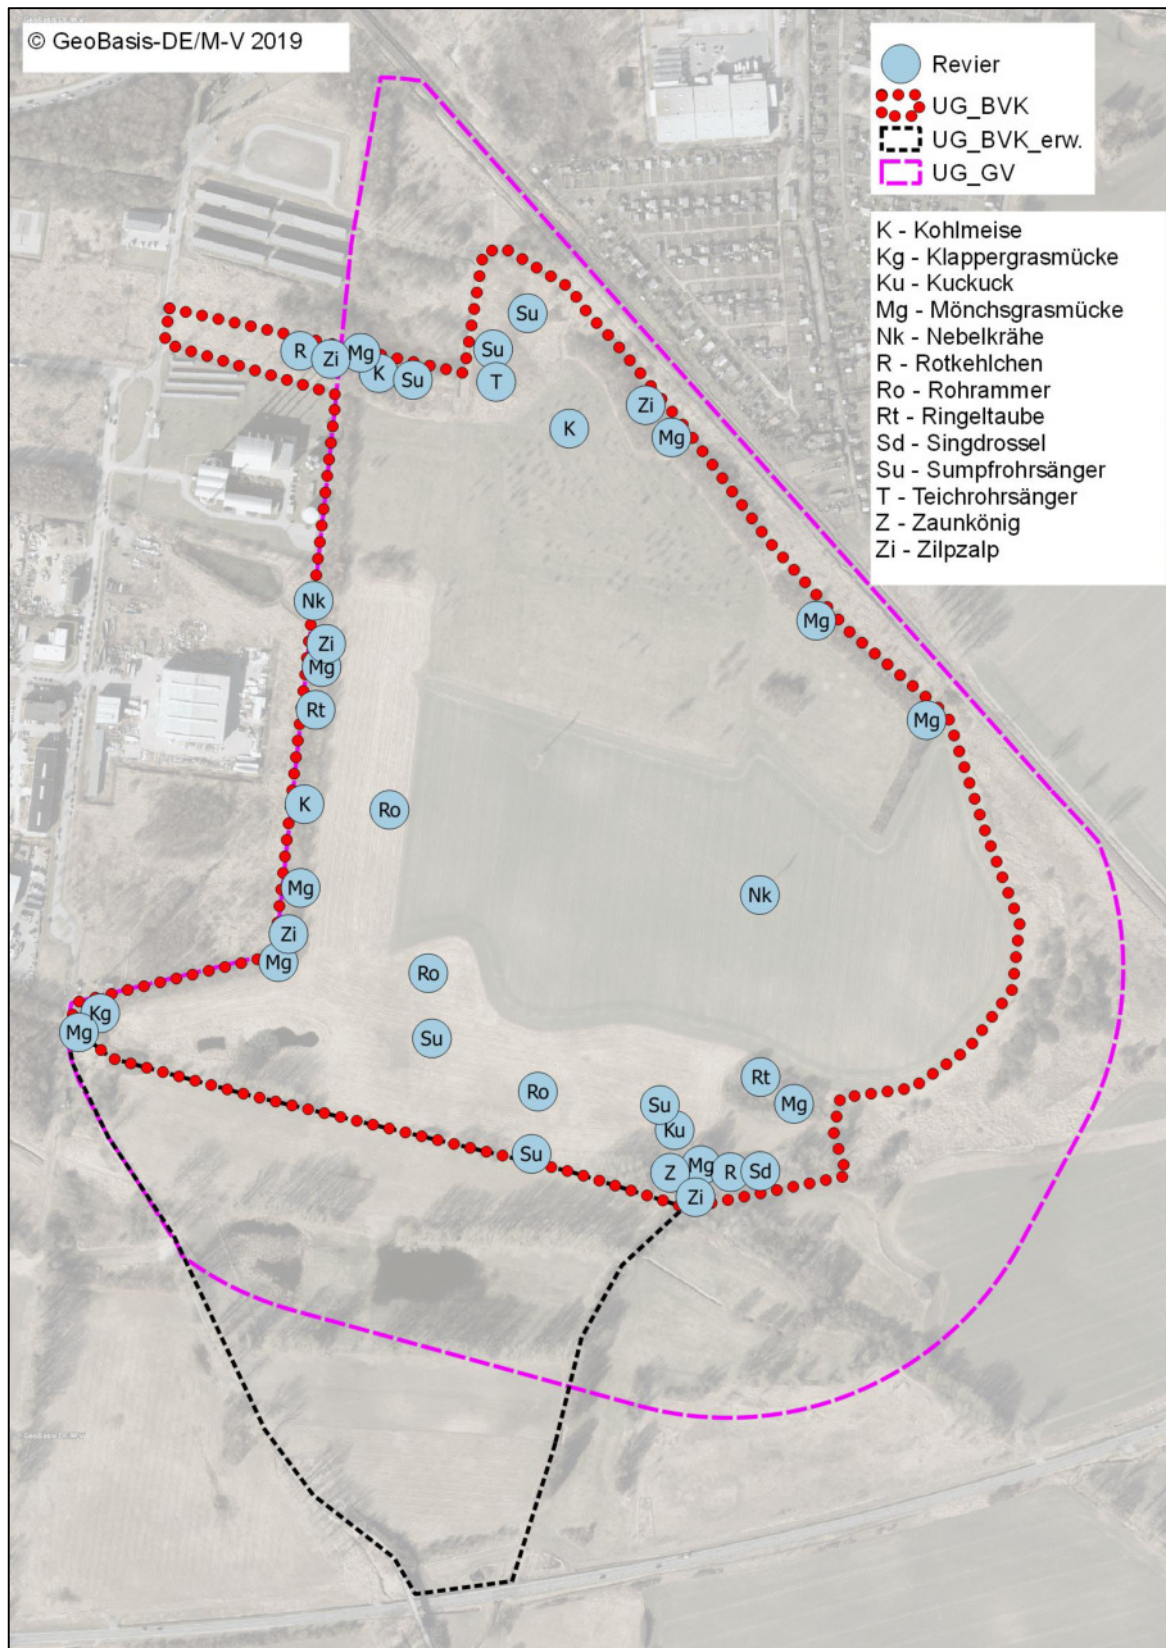 © GeoBasis-DE/M-V 2019
Revier
UG_BVK
UG_BVK_erw.
UG_GV
K - Kohlmeise
Kg - Klappergrasmücke
Ku - Kuckuck
Mg - Mönchsgrasmücke
Nk - Nebelkrähe
R - Rotkehlchen
Ro - Rohrammer
Rt - Ringeltaube
Sd - Singdrossel
Su - Sumpfrohrsänger
T - Teichrohrsänger
Z - Zaunkönig
Zi - Zilpzalp
Su
R
Zi
Mg
K
Su
Su
T
Zi
K
Mg
Nk
Mg
Zi
Mg
Rt
Mg
K
Ro
Mg
Nk
Zi
Mg
Ro
Kg
Mg
Su
Rt
Ro
Su
Mg
Ku
Su
Z
Mg
R
Sd
Zi
GeoBasis-DE/M-V